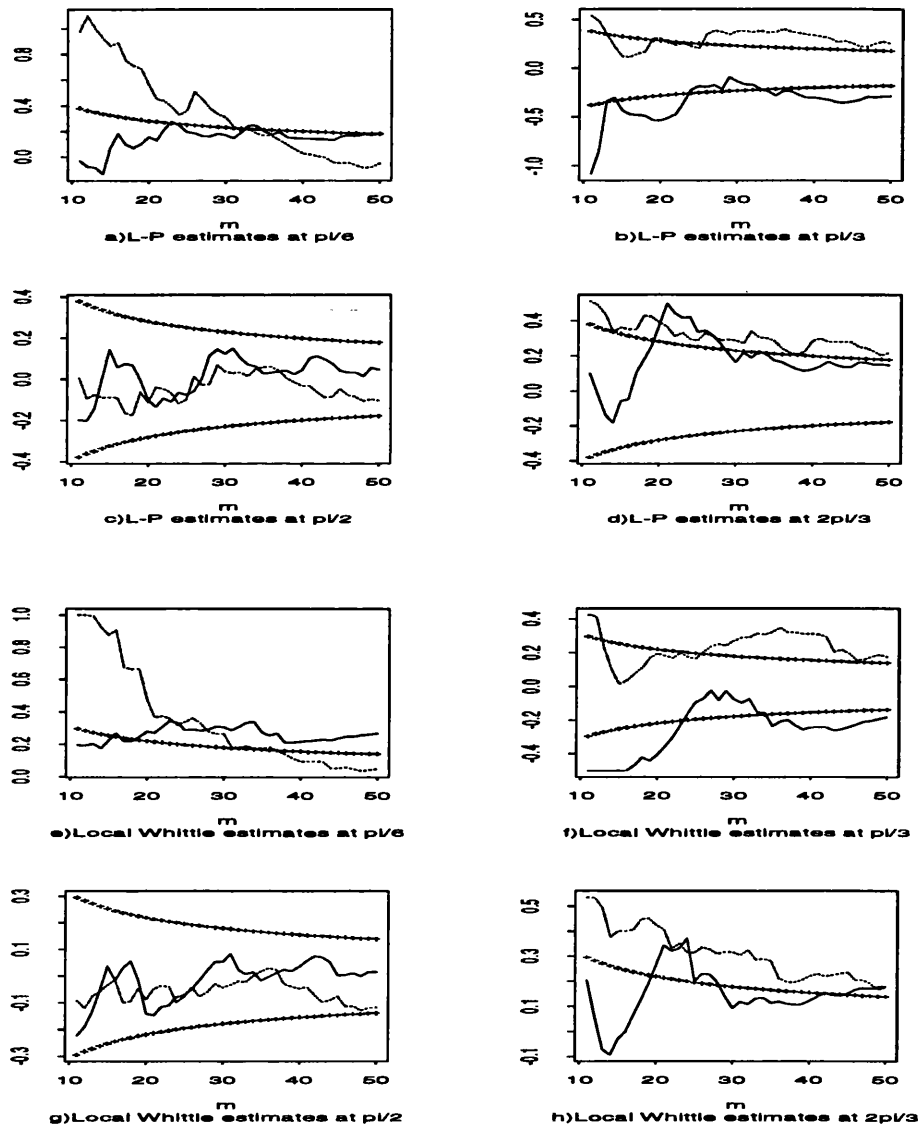 0.0 0.4 0.8
10 20 30 40 50
m
a)L-P estimates at pi/6
-1.0 -0.5 0.0 0.5
10 20 30 40 50
m
b)L-P estimates at pi/3
-0.4 -0.2 0.0 0.2 0.4
10 20 30 40 50
m
c)L-P estimates at pi/2
-0.4 -0.2 0.0 0.2 0.4
10 20 30 40 50
m
d)L-P estimates at 2pi/3
0.0 0.2 0.4 0.6 0.8 1.0
10 20 30 40 50
m
e)Local Whittle estimates at pi/6
-0.4 -0.2 0.0 0.2 0.4
10 20 30 40 50
m
f)Local Whittle estimates at pi/3
-0.3 -0.1 0.1 0.3
10 20 30 40 50
m
g)Local Whittle estimates at pi/2
-0.1 0.1 0.3 0.5
10 20 30 40 50
m
h)Local Whittle estimates at 2pi/3